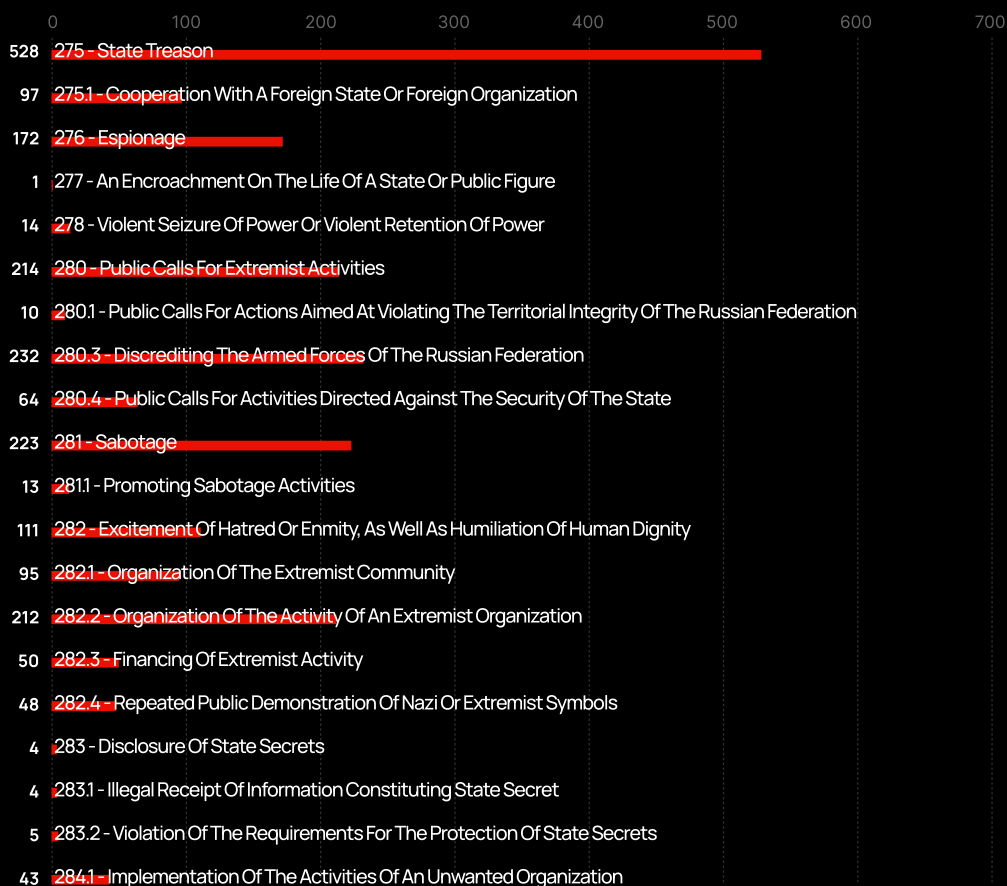 0 100 200 300 400 500 600 700
528 275 - State Treason
97 275.1 - Cooperation With A Foreign State Or Foreign Organization
172 276 - Espionage
1 277 - An Encroachment On The Life Of A State Or Public Figure
14 278 - Violent Seizure Of Power Or Violent Retention Of Power
214 280 - Public Calls For Extremist Activities
10 280.1 - Public Calls For Actions Aimed At Violating The Territorial Integrity Of The Russian Federation
232 280.3 - Discrediting The Armed Forces Of The Russian Federation
64 280.4 - Public Calls For Activities Directed Against The Security Of The State
223 281 - Sabotage
13 281.1 - Promoting Sabotage Activities
111 282 - Excitement Of Hatred Or Enmity, As Well As Humiliation Of Human Dignity
95 282.1 - Organization Of The Extremist Community
212 282.2 - Organization Of The Activity Of An Extremist Organization
50 282.3 - Financing Of Extremist Activity
48 282.4 - Repeated Public Demonstration Of Nazi Or Extremist Symbols
4 283 - Disclosure Of State Secrets
4 283.1 - Illegal Receipt Of Information Constituting State Secret
5 283.2 - Violation Of The Requirements For The Protection Of State Secrets
43 284.1 - Implementation Of The Activities Of An Unwanted Organization